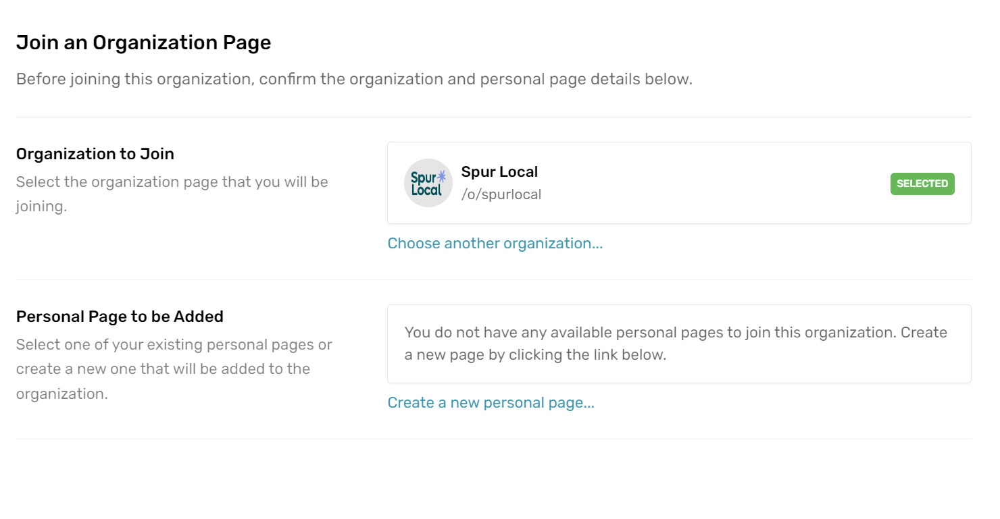 Join an Organization Page
Before joining this organization, confirm the organization and personal page details below.
Organization to Join
Select the organization page that you will be
joining.
Spur
Local
Spur Local
/o/spurlocal
SELECTED
Choose another organization...
Personal Page to be Added
Select one of your existing personal pages or
create a new one that will be added to the
organization.
You do not have any available personal pages to join this organization. Create
a new page by clicking the link below.
Create a new personal page...